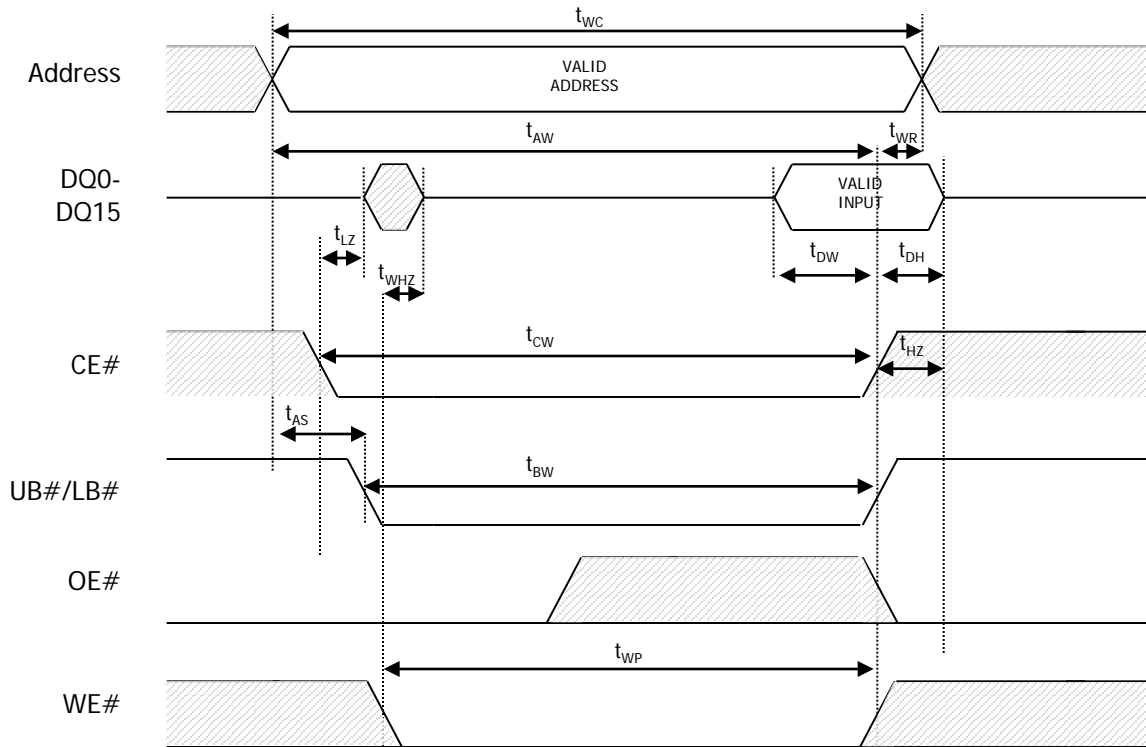 tWC
Address
VALID
ADDRESS
tAW
tWR
DQ0-
DQ15
VALID
INPUT
tLZ
tWHZ
tDW
tDH
tCW
CE#
tHZ
tAS
tBW
UB#/LB#
OE#
tWP
WE#